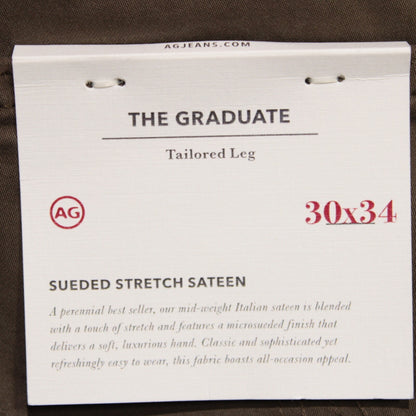 AGJEANS.COM
THE GRADUATE
Tailored Leg
AG
30x34
SUEDED STRETCH SATEEN
A perennial best seller, our mid-weight Italian sateen is blended
with a touch of stretch and features a microsueded finish that
delivers a soft, luxurious hand. Classic and sophisticated yet
refreshingly easy to wear, this fabric boasts all-occasion appeal.